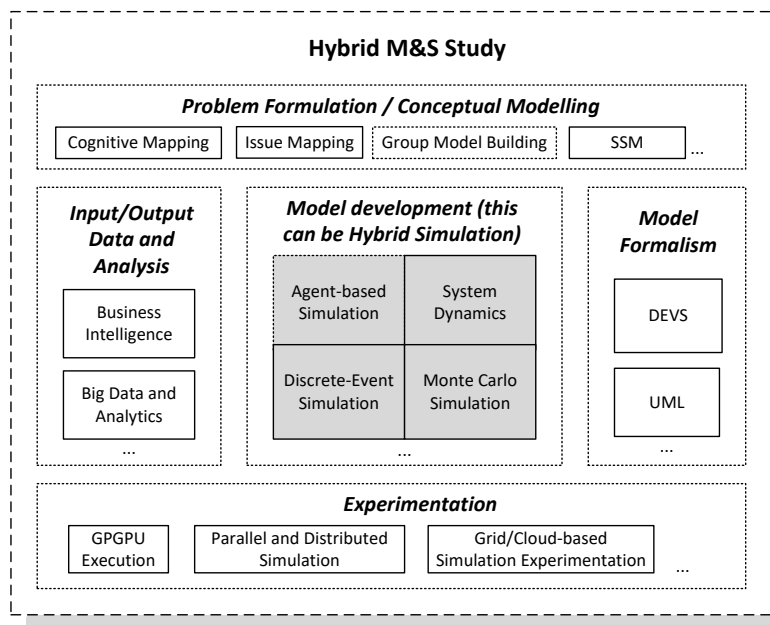 Hybrid M&S Study
Problem Formulation / Conceptual Modelling
Cognitive Mapping
Issue Mapping
Group Model Building
SSM
...
Input/Output
Data and
Analysis
Business
Intelligence
Big Data and
Analytics
...
Model development (this
can be Hybrid Simulation)
Agent-based
Simulation
System
Dynamics
Discrete-Event
Simulation
Monte Carlo
Simulation
...
Model
Formalism
DEVS
UML
...
Experimentation
GPGPU
Execution
Parallel and Distributed
Simulation
Grid/Cloud-based
Simulation Experimentation
...